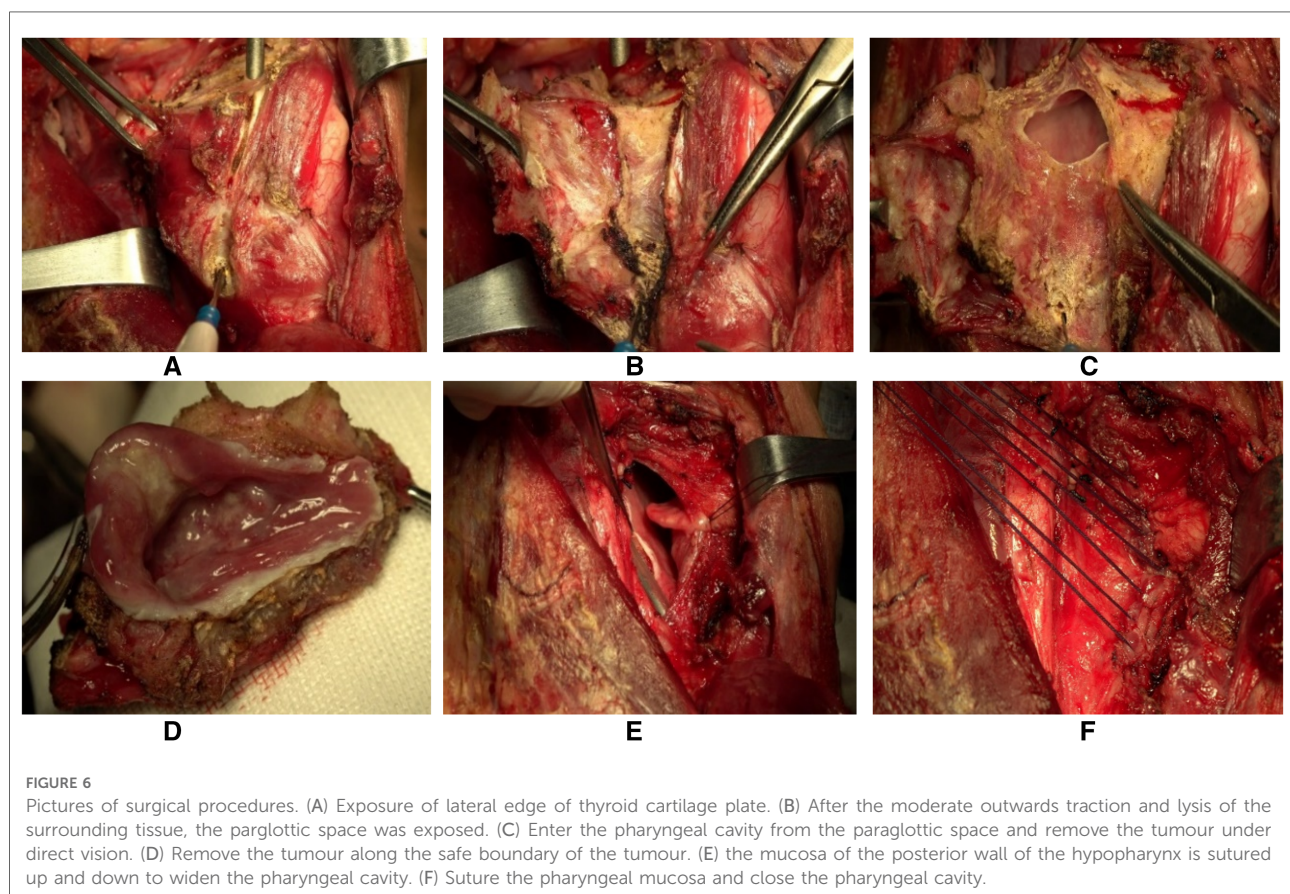 A
B
C
D
E
F
FIGURE 6
Pictures of surgical procedures. (A) Exposure of lateral edge of thyroid cartilage plate. (B) After the moderate outwards traction and lysis of the
surrounding tissue, the parglottic space was exposed. (C) Enter the pharyngeal cavity from the paraglottic space and remove the tumour under
direct vision. (D) Remove the tumour along the safe boundary of the tumour. (E) the mucosa of the posterior wall of the hypopharynx is sutured
up and down to widen the pharyngeal cavity. (F) Suture the pharyngeal mucosa and close the pharyngeal cavity.